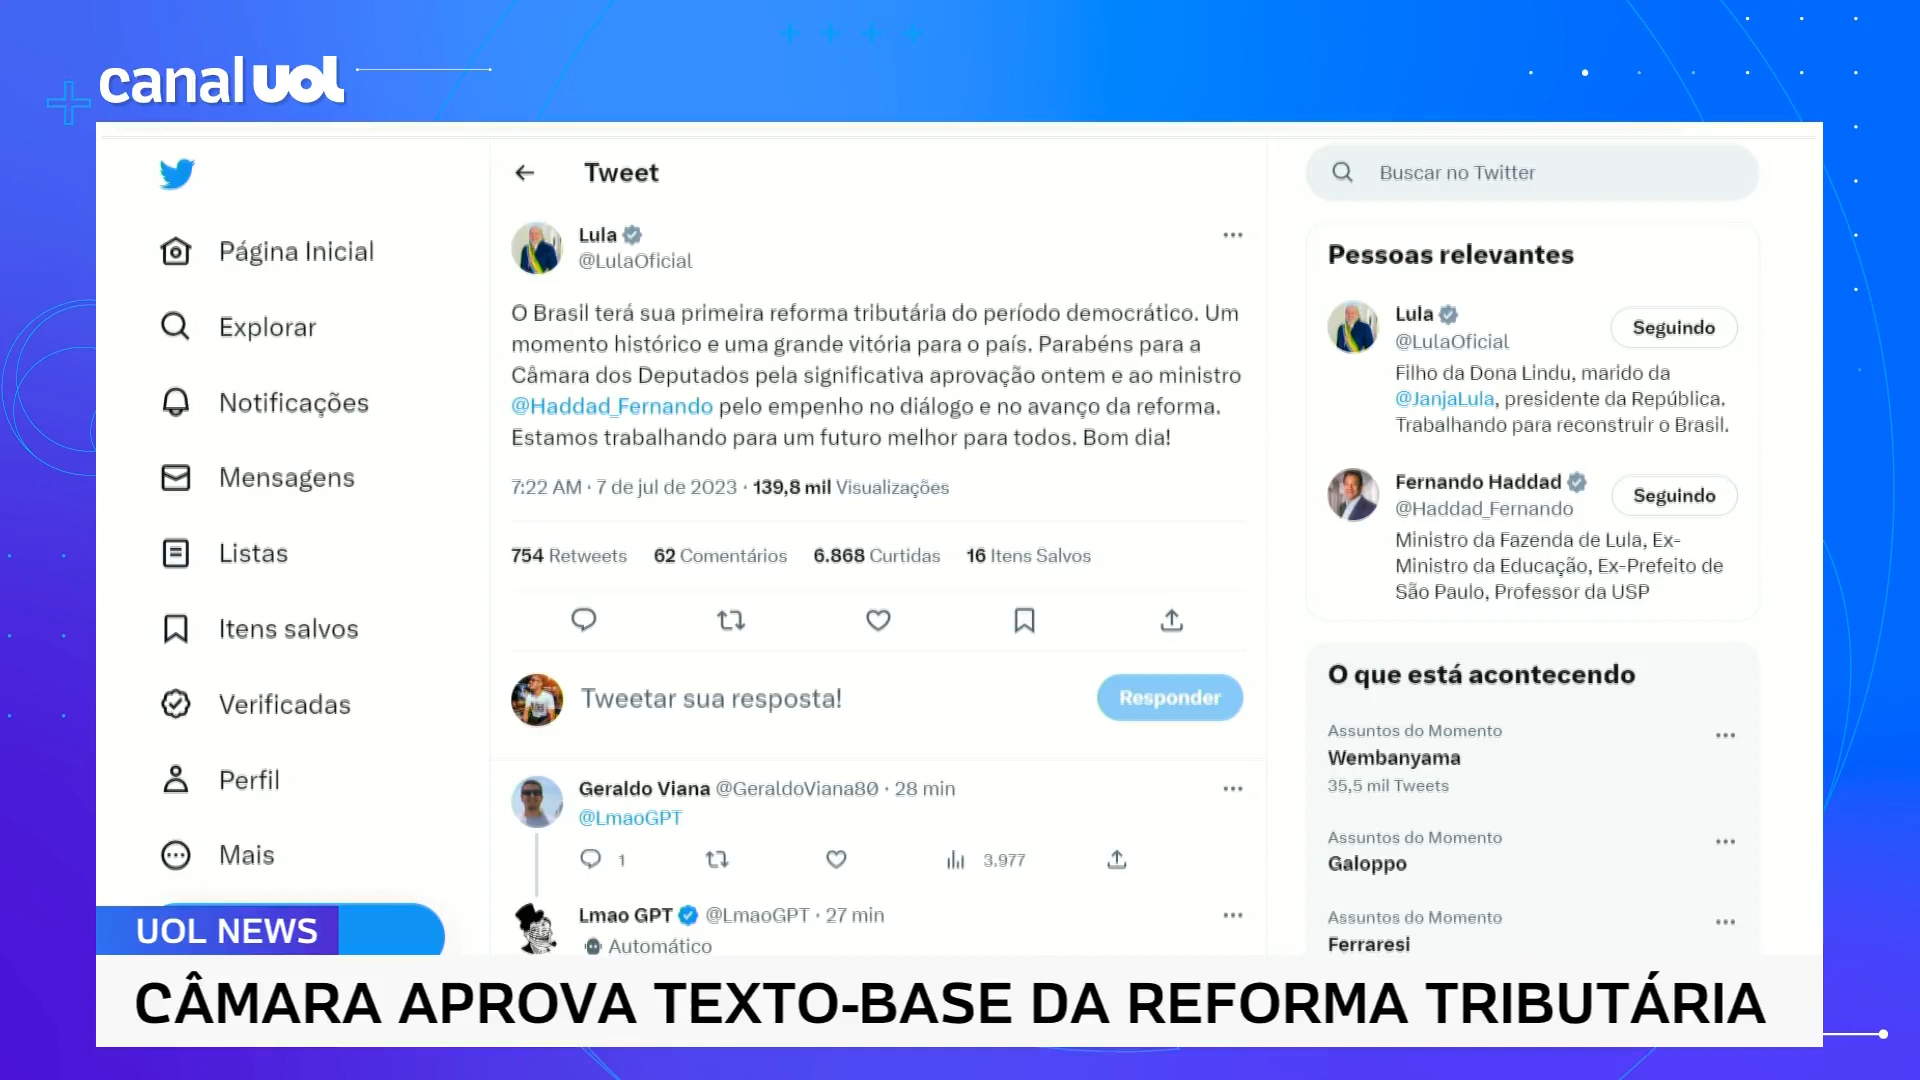 canal uol
Página Inicial
Explorar
Notificações
Mensagens
Listas
Itens salvos
Verificadas
Perfil
Mais
Tweet
Lula
@LulaOficial
O Brasil terá sua primeira reforma tributária do período democrático. Um
momento histórico e uma grande vitória para o país. Parabéns para a
Câmara dos Deputados pela significativa aprovação ontem e ao ministro
@Haddad_Fernando pelo empenho no diálogo e no avanço da reforma.
Estamos trabalhando para um futuro melhor para todos. Bom dia!
7:22 AM · 7 de jul de 2023 · 139,8 mil Visualizações
754 Retweets 62 Comentários 6.868 Curtidas 16 Itens Salvos
Tweetar sua resposta!
Responder
Geraldo Viana @GeraldoViana80 · 28 min
@LmaoGPT
1 3.977
Lmao GPT @LmaoGPT · 27 min
Automático
Buscar no Twitter
Pessoas relevantes
Lula
@LulaOficial
Seguindo
Filho da Dona Lindu, marido da
@JanjaLula, presidente da República.
Trabalhando para reconstruir o Brasil.
Fernando Haddad
@Haddad_Fernando
Seguindo
Ministro da Fazenda de Lula, Ex-
Ministro da Educação, Ex-Prefeito de
São Paulo, Professor da USP
O que está acontecendo
Assuntos do Momento
Wembanyama
35,5 mil Tweets
Assuntos do Momento
Galoppo
Assuntos do Momento
Ferraresi
UOL NEWS
CÂMARA APROVA TEXTO-BASE DA REFORMA TRIBUTÁRIA